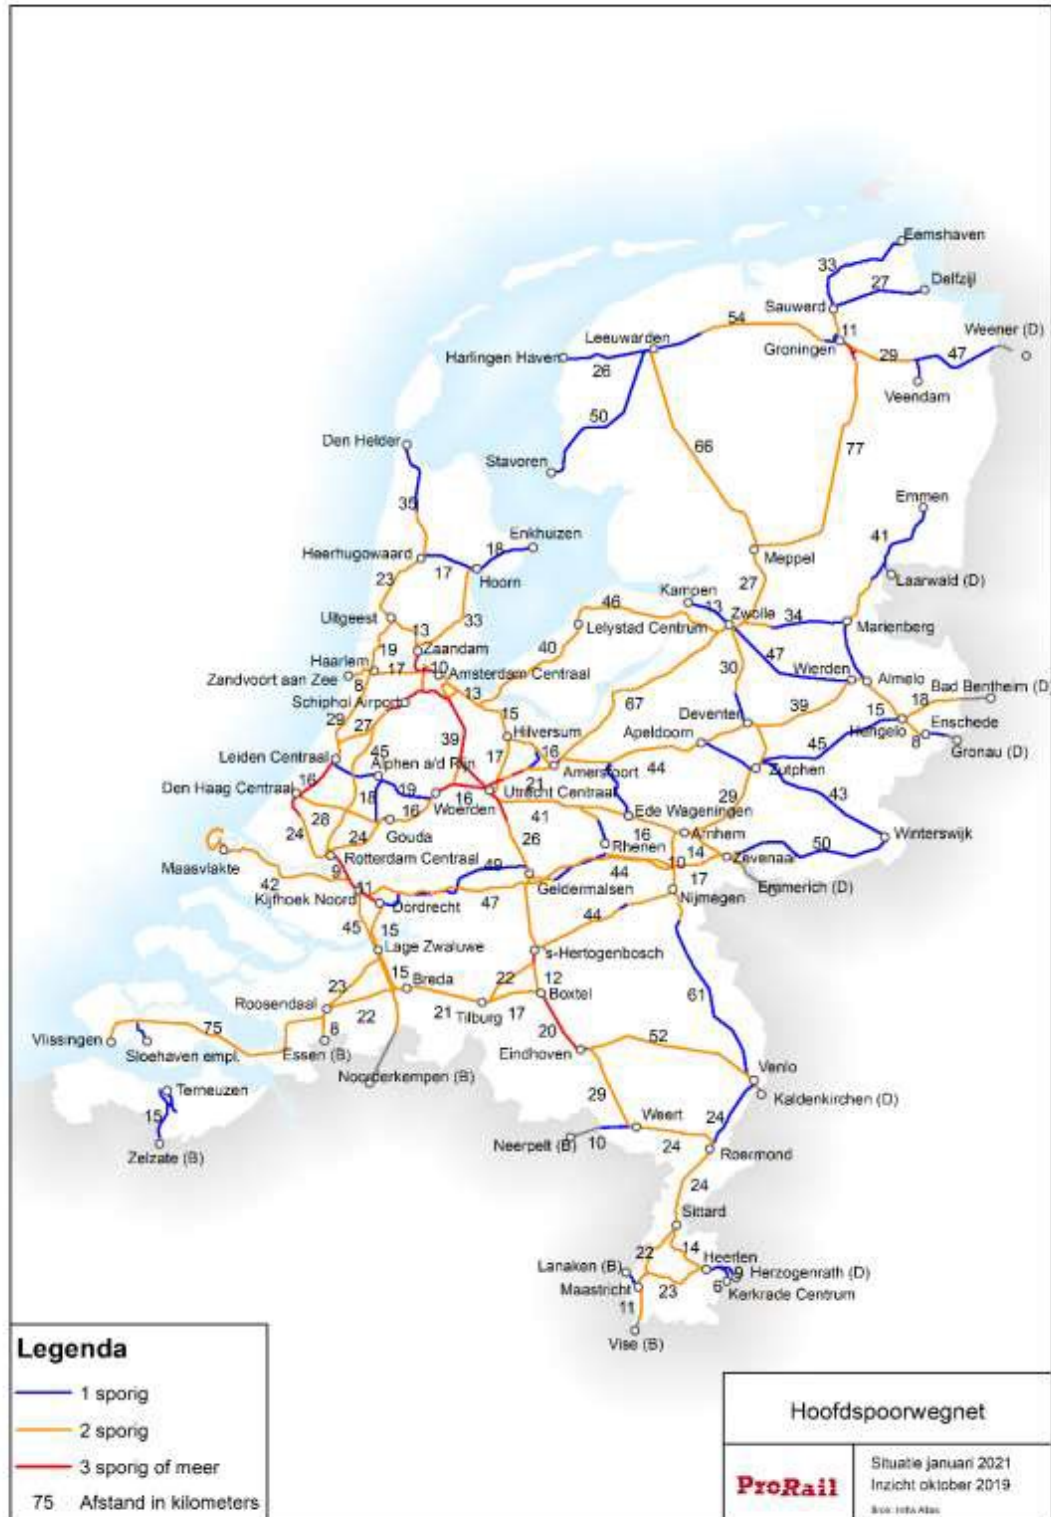 Eemshaven
33
Delfzijl
27
Sauwerd
54
11
Weener (D)
Leeuwarden
Groningen
Harlingen Haven
29
47
26
Veendam
50
Den Helder
66
77
Stavoren
Emmen
35
Enkhuizen
41
18
Heerhugowaard
Meppel
17
Hoorn
Laarwald (D)
23
27
Kampen
46
13
Uitgeest
33
Zwolle
34
13
Lelystad Centrum
Marienberg
Zaandam
19
40
47
Haarlem
17
10
30
Wierden
Zandvoort aan Zee
8
Amsterdam Centraal
Almelo
Bad Bentheim (D)
13
67
18
Schiphol Airport
39
15
29
27
15
Deventer
Hengelo
Enschede
Hilversum
Apeldoorn
39
45
8
Gronau (D)
Leiden Centraal
45
17
16
44
Alphen a/d Rijn
Amersfoort
Zutphen
16
21
Den Haag Centraal
18
19
16
Utrecht Centraal
43
Woerden
29
28
16
41
Ede Wageningen
24
24
Gouda
26
16
Arnhem
Winterswijk
Rhenen
14
50
Rotterdam Centraal
Zevenaar
Maasvlakte
9
49
10
42
44
Geldermalsen
17
Emmerich (D)
Kijfhoek Noord
11
47
Nijmegen
Dordrecht
44
45
15
Lage Zwaluwe
's-Hertogenbosch
15
Breda
22
12
61
23
Boxtel
Roosendaal
22
21
Tilburg
17
75
8
20
52
Vlissingen
Sloehaven empl.
Essen (B)
Eindhoven
Noorderkempen (B)
Venlo
Terneuzen
29
Kaldenkirchen (D)
15
Weert
24
Neerpelt (B)
10
24
Zelzate (B)
Roermond
24
Sittard
14
22
Heerlen
Lanaken (B)
9
Herzogenrath (D)
Maastricht
23
6
Kerkrade Centrum
11
Vise (B)
Legenda
1 sporig
2 sporig
3 sporig of meer
75 Afstand in kilometers
Hoofdspoorwegnet
ProRail
Situatie januari 2021
Inzicht oktober 2019
Bron: Infra Atlas